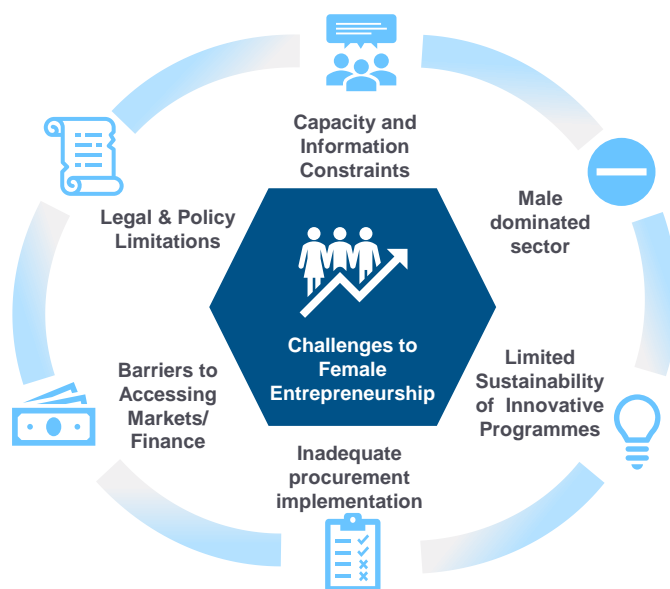 Capacity and
Information
Constraints
Male
dominated
sector
Legal & Policy
Limitations
Challenges to
Female
Entrepreneurship
Limited
Sustainability
of Innovative
Programmes
Barriers to
Accessing
Markets/
Finance
Inadequate
procurement
implementation